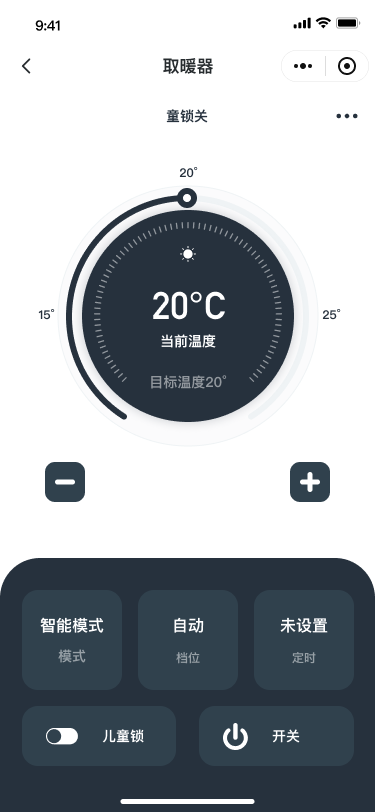 9:41
取暖器
童锁关
20°
15°
25°
20°C
当前温度
目标温度20°
智能模式
模式
自动
档位
未设置
定时
儿童锁
开关